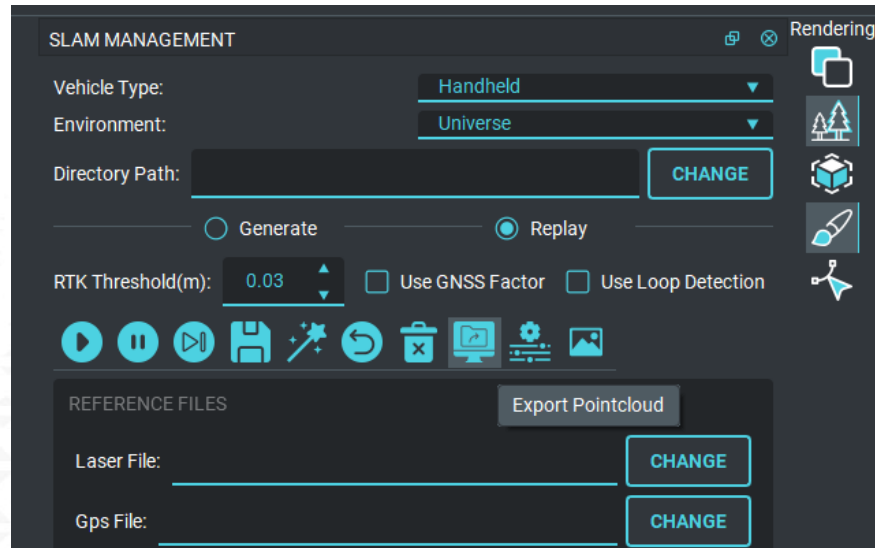 SLAM MANAGEMENT
Rendering
Vehicle Type: Handheld
Environment: Universe
Directory Path: CHANGE
Generate Replay
RTK Threshold(m): 0.03 Use GNSS Factor Use Loop Detection
REFERENCE FILES
Export Pointcloud
Laser File: CHANGE
Gps File: CHANGE